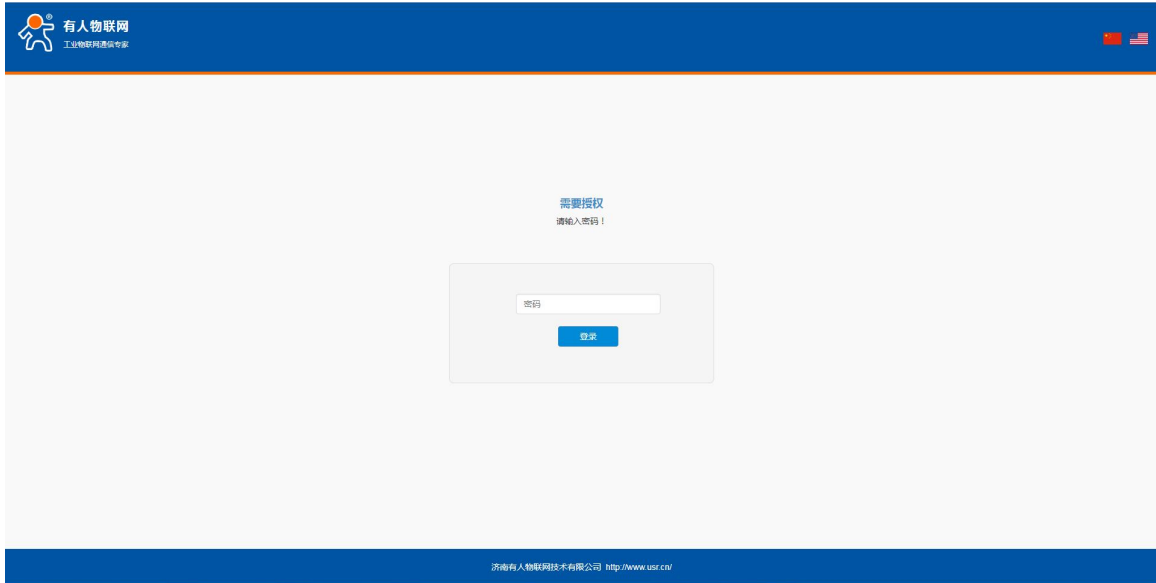 有人物联网
工业物联网通信专家
需要授权
请输入密码！
密码
登录
济南有人物联网技术有限公司 http://www.usr.cn/